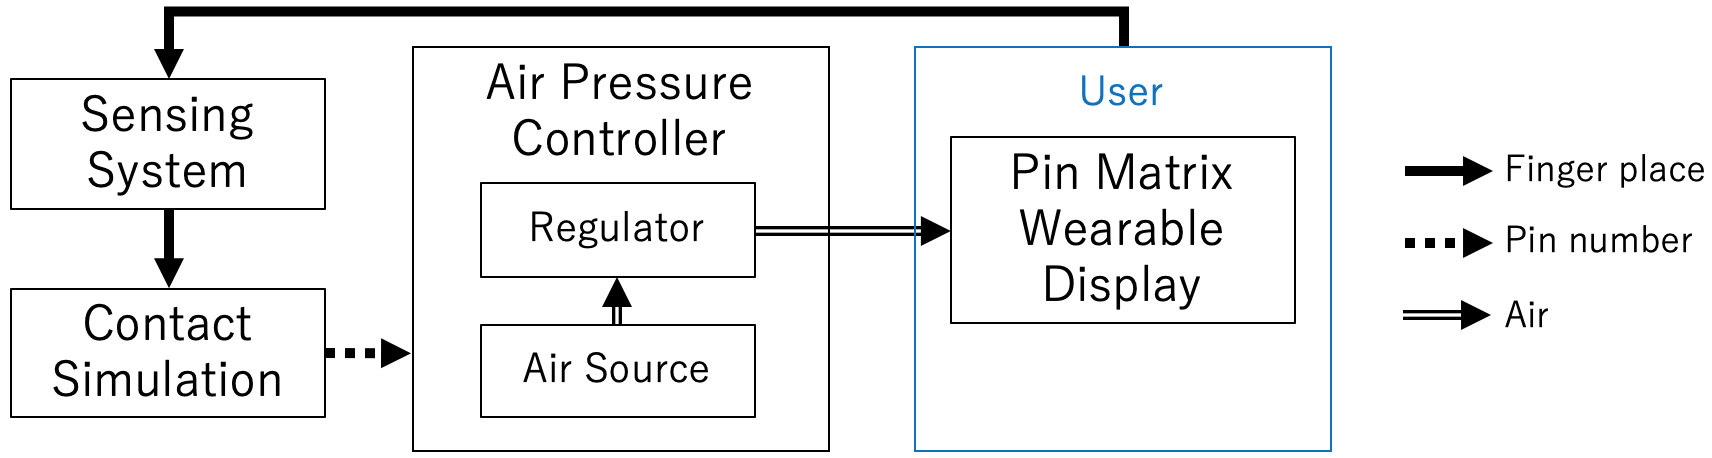 Sensing
System
Contact
Simulation
Air Pressure
Controller
Regulator
Air Source
User
Pin Matrix
Wearable
Display
Finger place
Pin number
Air